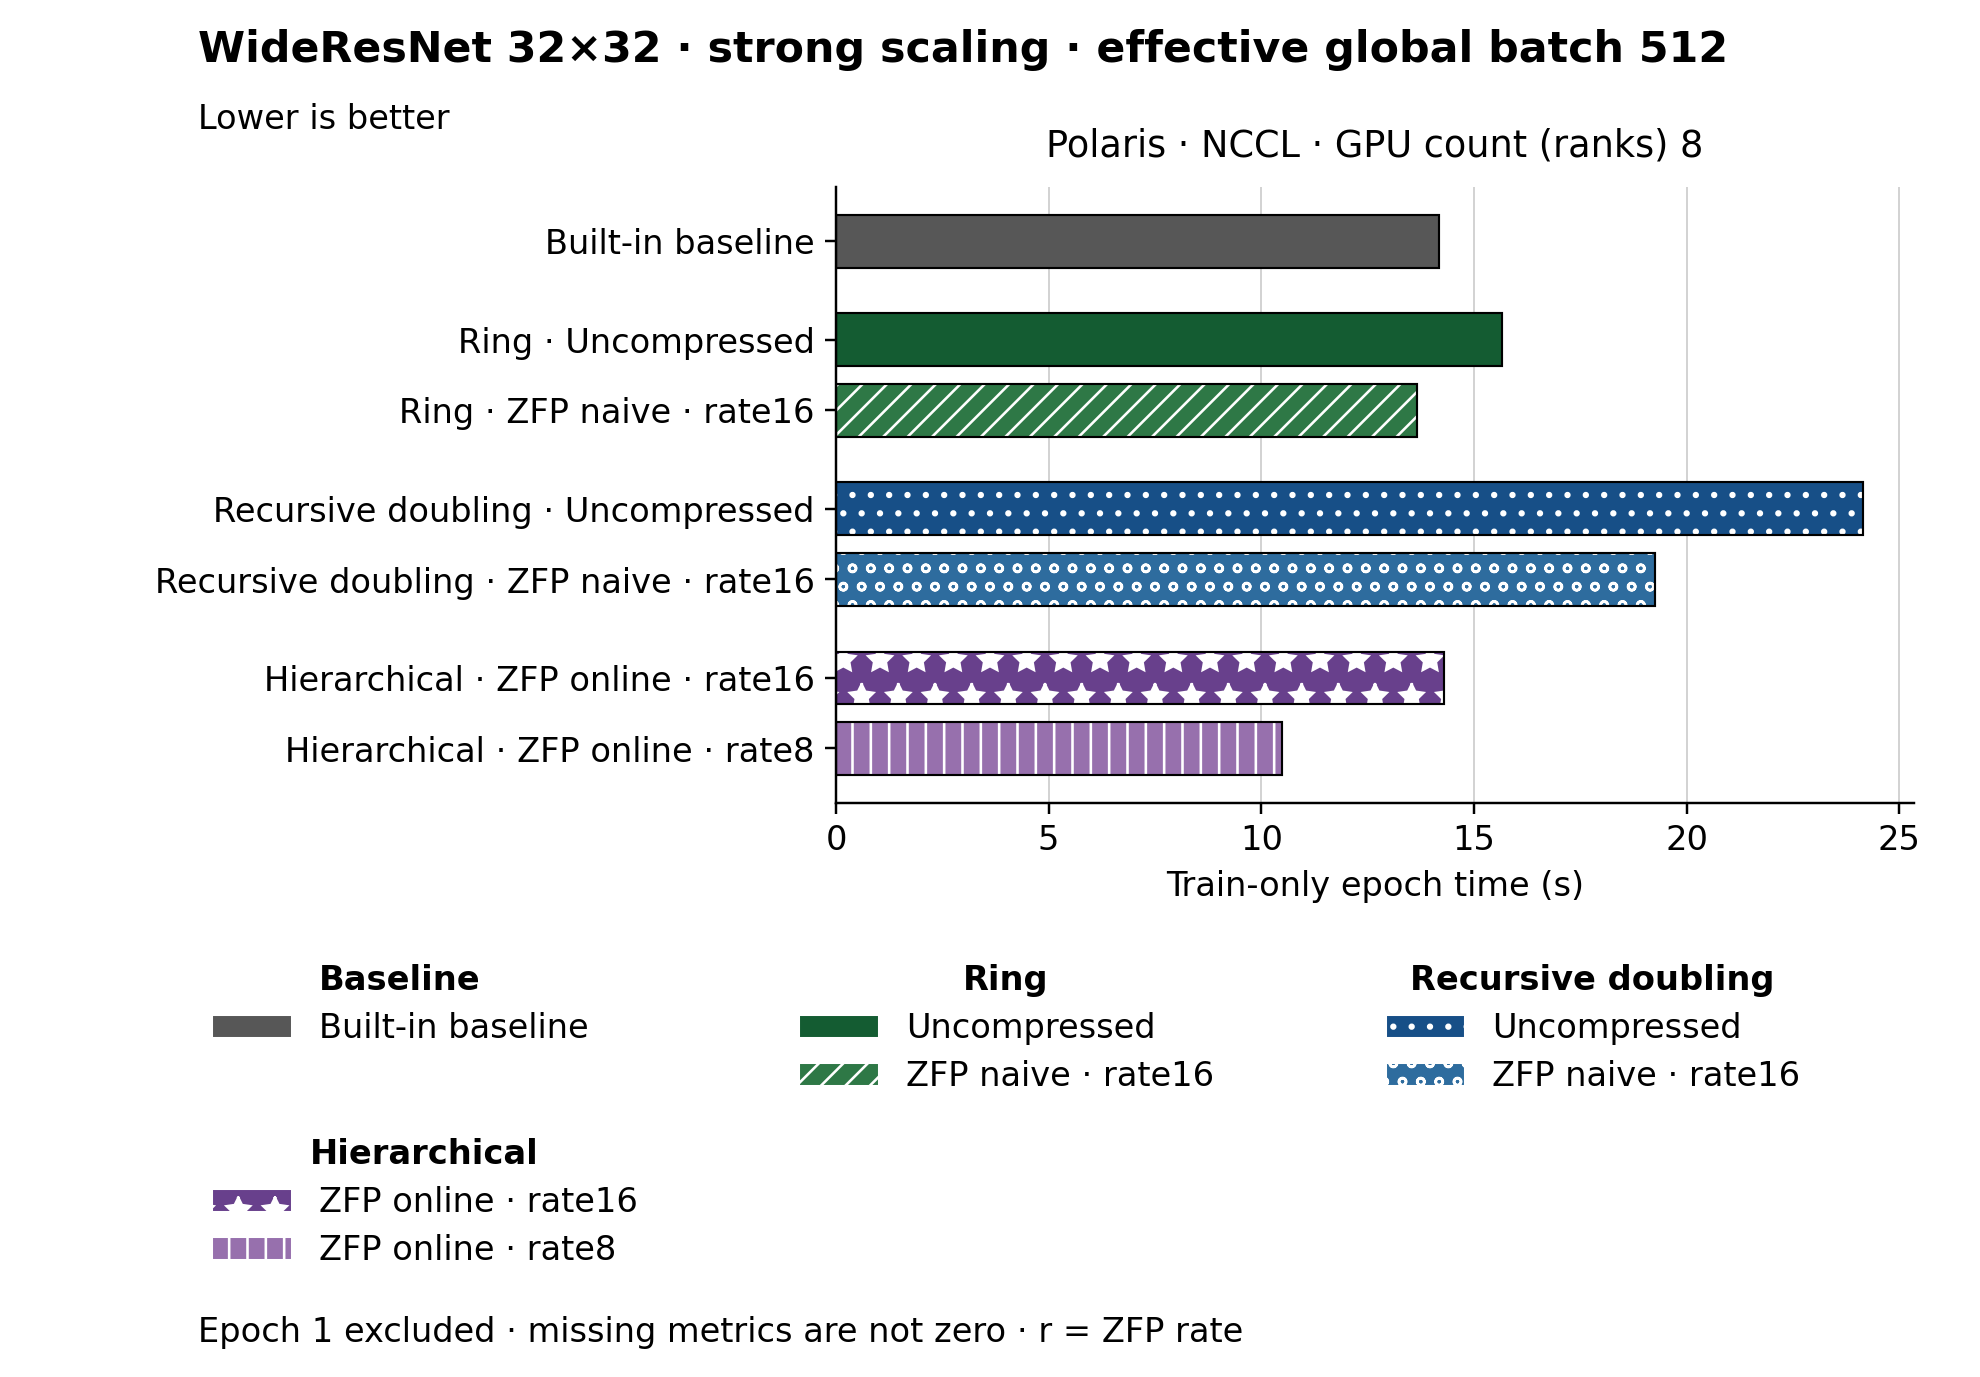 WideResNet 32×32 · strong scaling · effective global batch 512
Lower is better
Polaris · NCCL · GPU count (ranks) 8
Built-in baseline
Ring · Uncompressed
Ring · ZFP naive · rate16
Recursive doubling · Uncompressed
Recursive doubling · ZFP naive · rate16
Hierarchical · ZFP online · rate16
Hierarchical · ZFP online · rate8
0 5 10 15 20 25
Train-only epoch time (s)
Baseline
Built-in baseline
Ring
Uncompressed
ZFP naive · rate16
Recursive doubling
Uncompressed
ZFP naive · rate16
Hierarchical
ZFP online · rate16
ZFP online · rate8
Epoch 1 excluded · missing metrics are not zero · r = ZFP rate